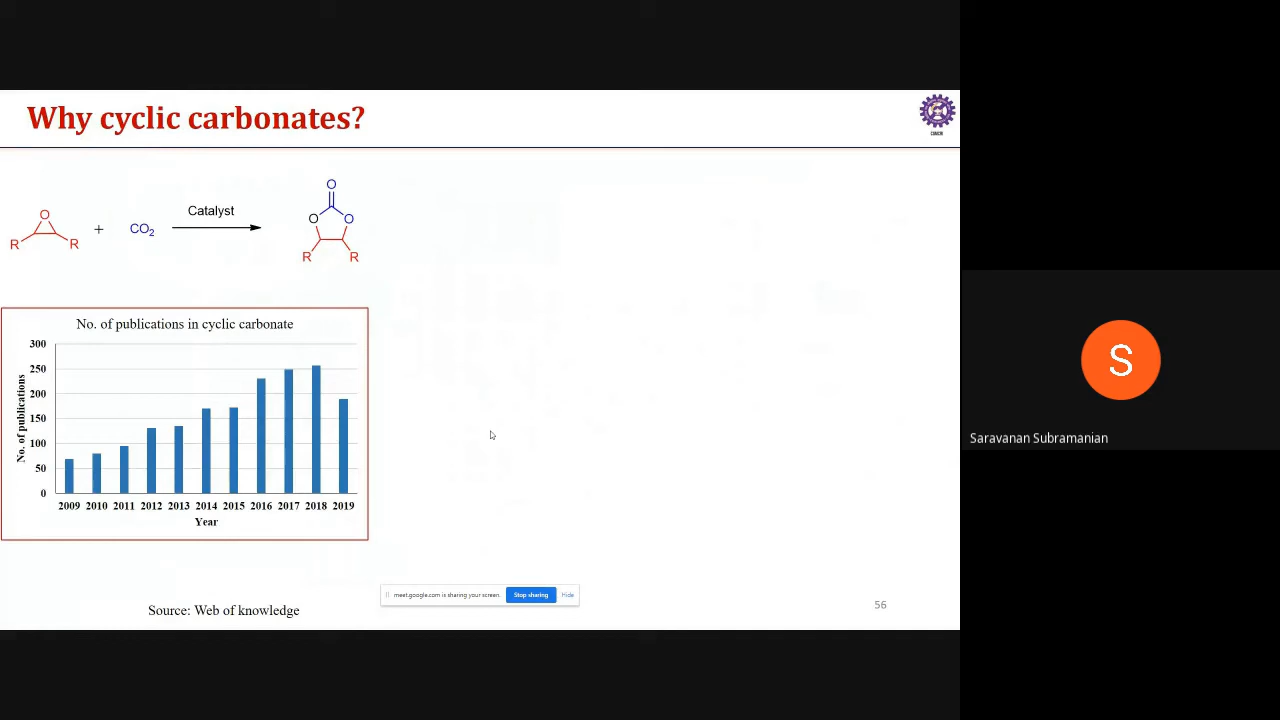 Why cyclic carbonates?
CSMCRI
O
R
R
+
CO2
Catalyst
O
O
O
R
R
No. of publications in cyclic carbonate
300
250
200
150
100
50
0
No. of publications
2009 2010 2011 2012 2013 2014 2015 2016 2017 2018 2019
Year
Source: Web of knowledge
meet.google.com is sharing your screen.
Stop sharing
Hide
56
S
Saravanan Subramanian